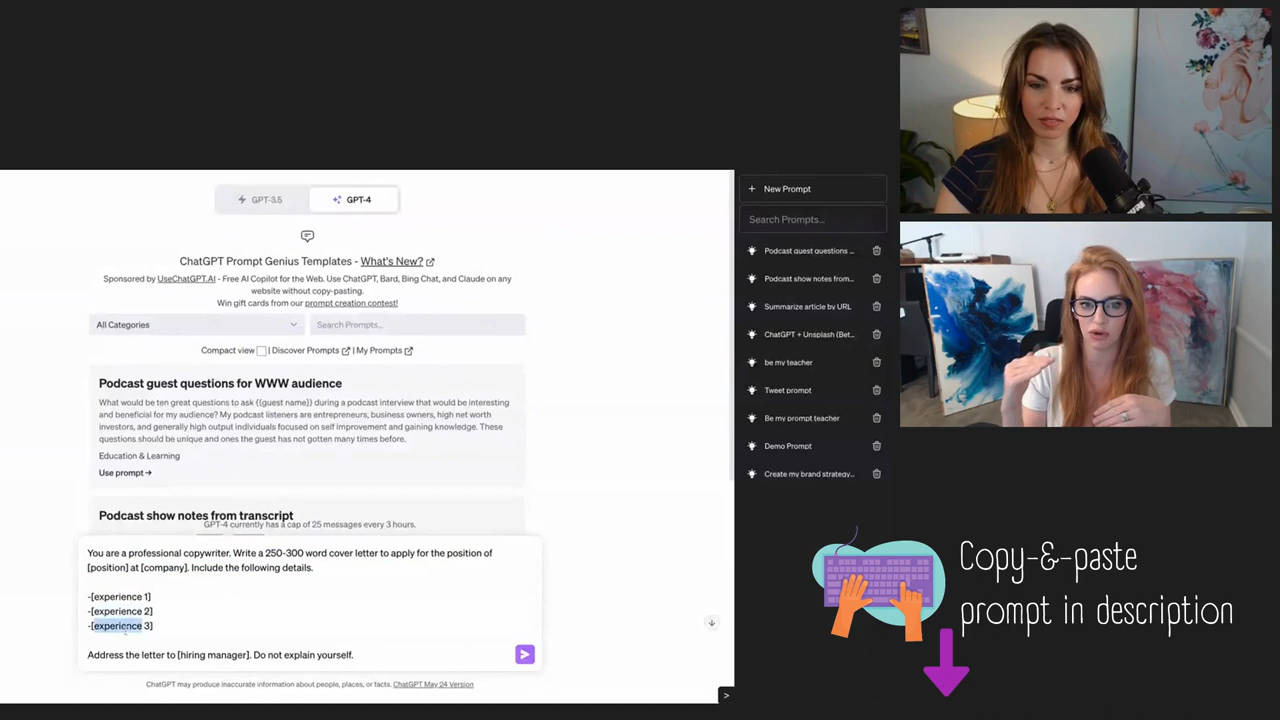 GPT-3.5
GPT-4
ChatGPT Prompt Genius Templates - What's New?
Sponsored by UseChatGPT.AI - Free AI Copilot for the Web. Use ChatGPT, Bard, Bing Chat, and Claude on any
website without copy-pasting.
Win gift cards from our prompt creation contest!
All Categories
Search Prompts...
Compact view | Discover Prompts | My Prompts
Podcast guest questions for WWW audience
What would be ten great questions to ask {{guest name}} during a podcast interview that would be interesting
and beneficial for my audience? My podcast listeners are entrepreneurs, business owners, high net worth
investors, and generally high output individuals focused on self improvement and gaining knowledge. These
questions should be unique and ones the guest has not gotten many times before.
Education & Learning
Use prompt →
Podcast show notes from transcript
GPT-4 currently has a cap of 25 messages every 3 hours.
You are a professional copywriter. Write a 250-300 word cover letter to apply for the position of
[position] at [company]. Include the following details.
-[experience 1]
-[experience 2]
-[experience 3]
Address the letter to [hiring manager]. Do not explain yourself.
ChatGPT may produce inaccurate information about people, places, or facts. ChatGPT May 24 Version
>
+ New Prompt
Search Prompts...
Podcast guest questions ...
Podcast show notes from...
Summarize article by URL
ChatGPT + Unsplash (Bet...
be my teacher
Tweet prompt
Be my prompt teacher
Demo Prompt
Create my brand strategy...
Copy-&-paste
prompt in description